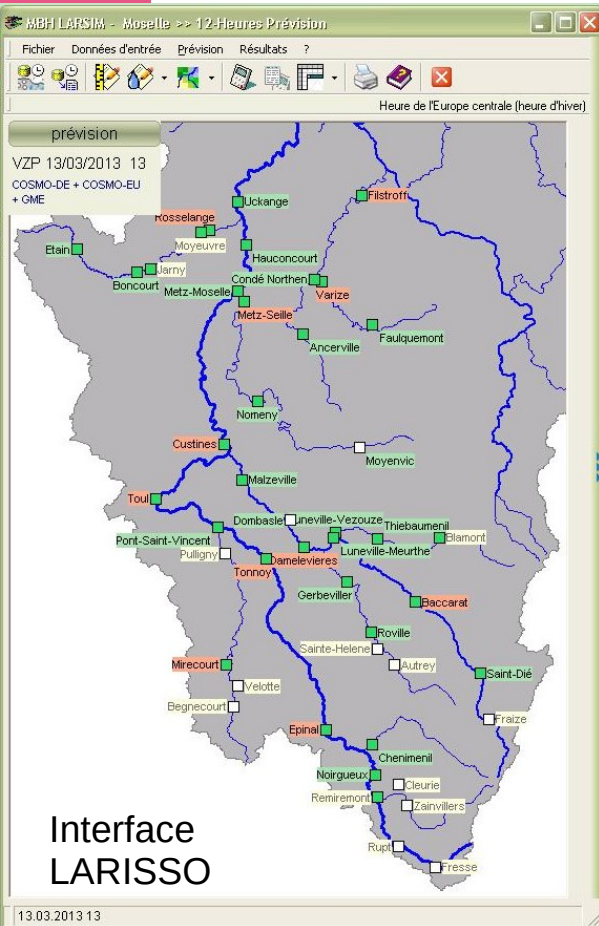 MBH LARSIM - Moselle >> 12-Heures Prévision
Fichier Données d'entrée Prévision Résultats ?
Heure de l'Europe centrale (heure d'hiver)
prévision
VZP 13/03/2013 13
COSMO-DE + COSMO-EU
+ GME
Uckange
Filstroff
Rosselange
Moyeuvre
Etain
Hauconcourt
Jarny
Boncourt
Condé Northen
Metz-Moselle
Varize
Metz-Seille
Faulquemont
Ancerville
Nomeny
Custines
Moyenvic
Malzeville
Toul
Dombasle
uneville-Vezouze
Thiebaumenil
Pont-Saint-Vincent
Blamont
Luneville-Meurthe
Pulligny
Damelevieres
Tonnoy
Gerbeviller
Baccarat
Roville
Sainte-Helene
Mirecourt
Autrey
Saint-Dié
Velotte
Begnecourt
Fraize
Epinal
Chenimenil
Noirgueux
Cleurie
Remiremont
Zainvillers
Rupt
Fresse
Interface
LARISSO
13.03.2013 13